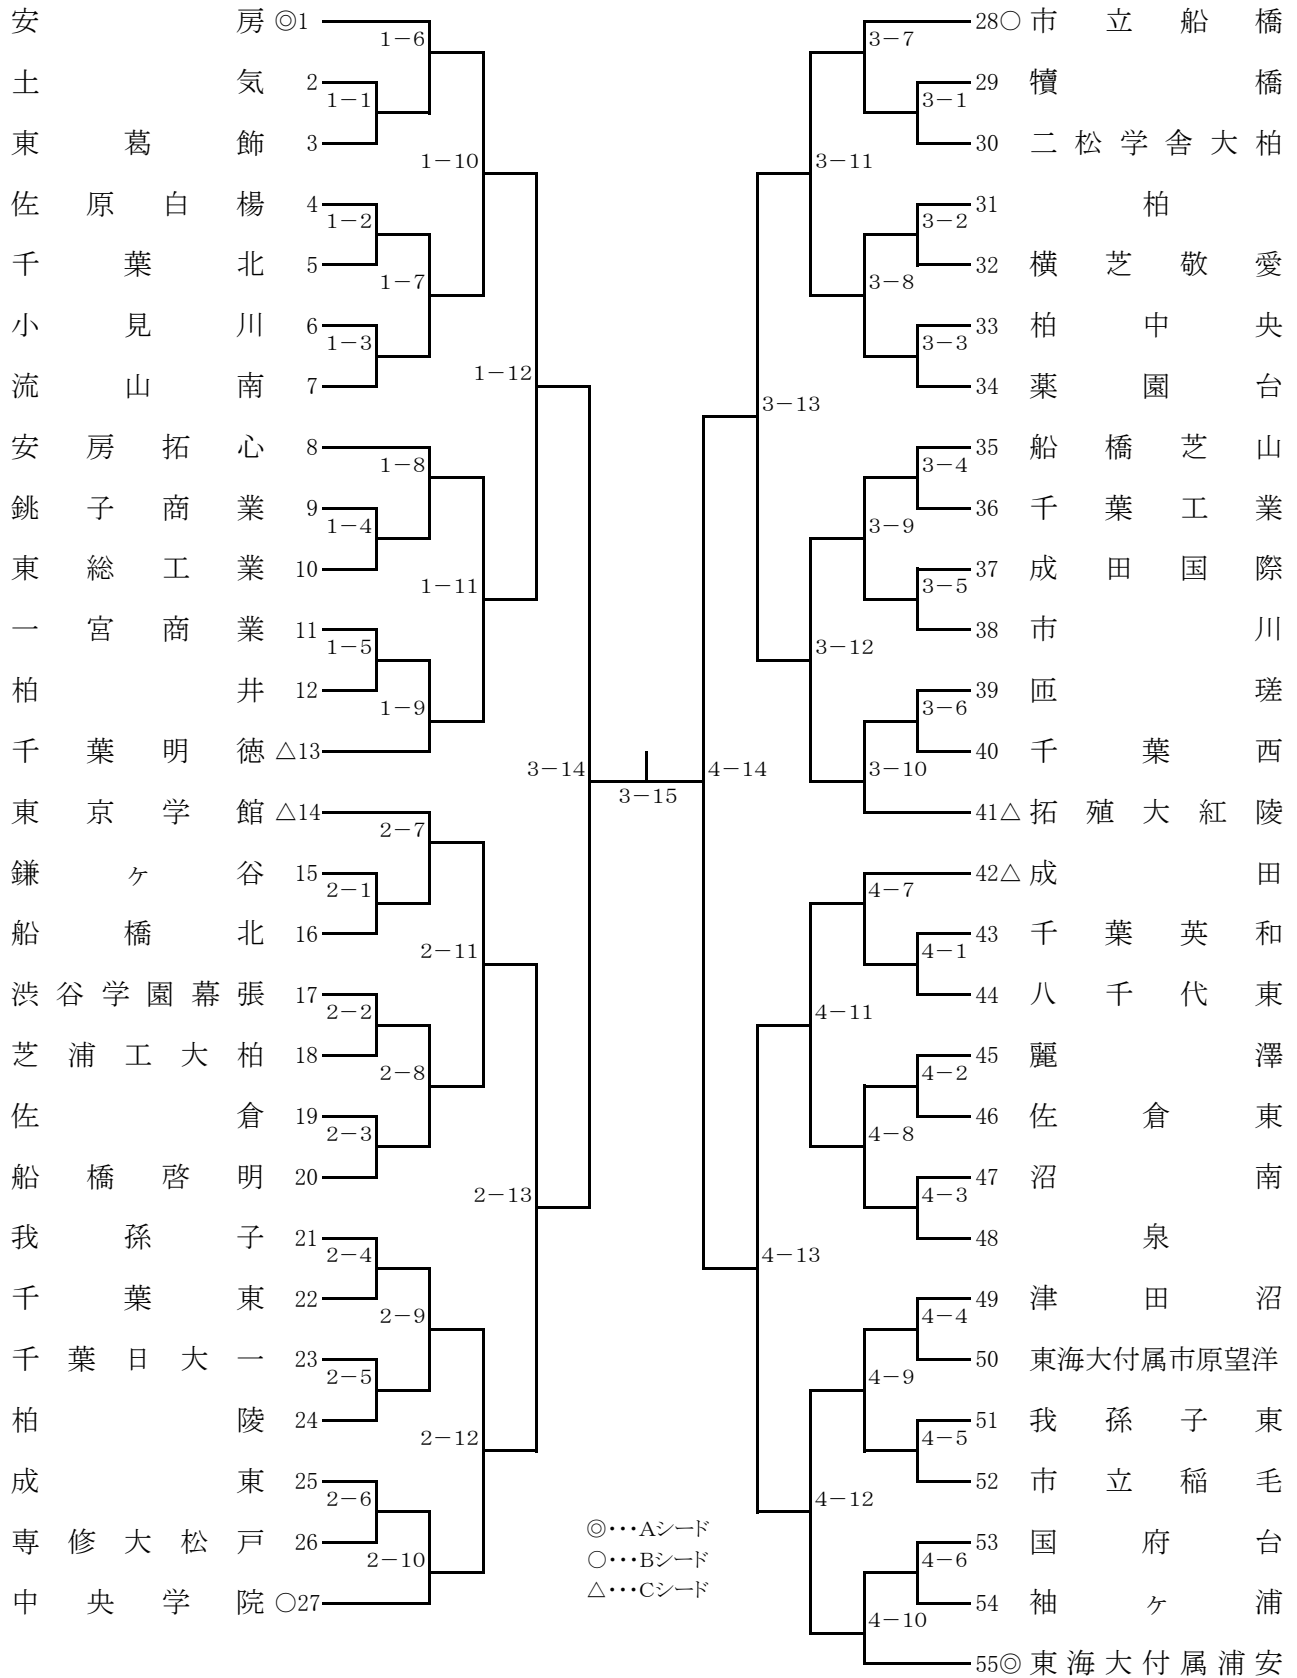 安房 ◎1
1-6
土気 2
1-1
東葛飾 3
1-10
佐原白楊 4
1-2
千葉北 5
1-7
小見川 6
1-3
流山南 7
1-12
安房拓心 8
1-8
銚子商業 9
1-4
東総工業 10
1-11
一宮商業 11
1-5
柏井 12
1-9
千葉明徳 △13
3-14
3-15
東京学館 △14
2-7
鎌ヶ谷 15
2-1
船橋北 16
2-11
渋谷学園幕張 17
2-2
芝浦工大柏 18
2-8
佐倉 19
2-3
船橋啓明 20
2-13
我孫子 21
2-4
千葉東 22
2-9
千葉日大一 23
2-5
柏陵 24
2-12
成東 25
2-6
専修大松戸 26
2-10
中央学院 ○27
28○ 市立船橋
3-7
29 犢橋
3-1
30 二松学舎大柏
3-11
31 柏
3-2
32 横芝敬愛
3-8
33 柏中央
3-3
34 薬園台
3-13
35 船橋芝山
3-4
36 千葉工業
3-9
37 成田国際
3-5
38 市川
3-12
39 匝瑳
3-6
40 千葉西
3-10
4-14
41△ 拓殖大紅陵
42△ 成田
4-7
43 千葉英和
4-1
44 八千代東
4-11
45 麗澤
4-2
46 佐倉東
4-8
47 沼南
4-3
48 泉
4-13
49 津田沼
4-4
50 東海大付属市原望洋
4-9
51 我孫子東
4-5
52 市立稲毛
4-12
53 国府台
4-6
54 袖ヶ浦
4-10
55◎ 東海大付属浦安
◎・・・Aシード
○・・・Bシード
△・・・Cシード